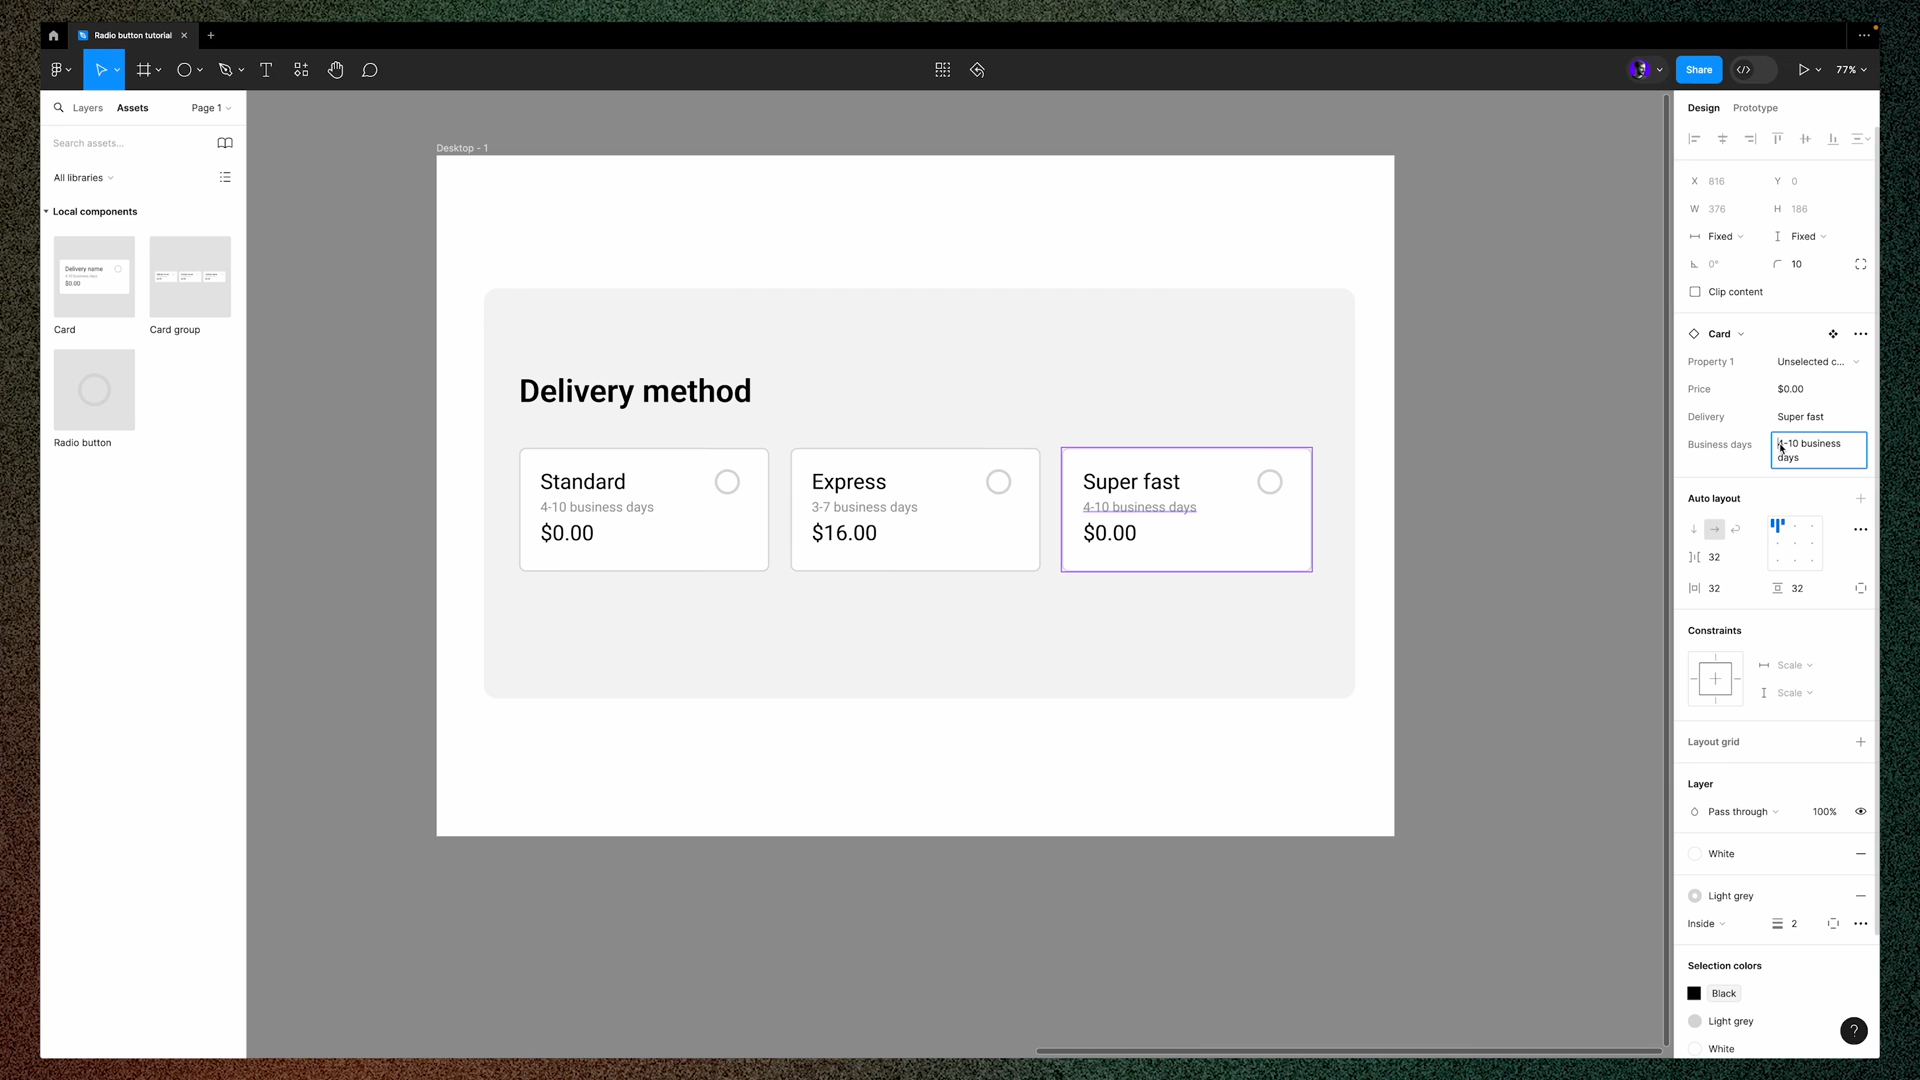 Radio button tutorial
Share
77%
Layers
Assets
Page 1
Search assets...
All libraries
Local components
Delivery name
4-10 business days
$0.00
Card
Card group
Radio button
Desktop - 1
Delivery method
Standard
4-10 business days
$0.00
Express
3-7 business days
$16.00
Super fast
4-10 business days
$0.00
Design
Prototype
X 816
Y 0
W 376
H 186
Fixed
Fixed
0°
10
Clip content
Card
Property 1
Unselected c...
Price
$0.00
Delivery
Super fast
Business days
4-10 business
days
Auto layout
32
32
32
Constraints
Scale
Scale
Layout grid
Layer
Pass through
100%
White
Light grey
Inside
2
Selection colors
Black
Light grey
White
?